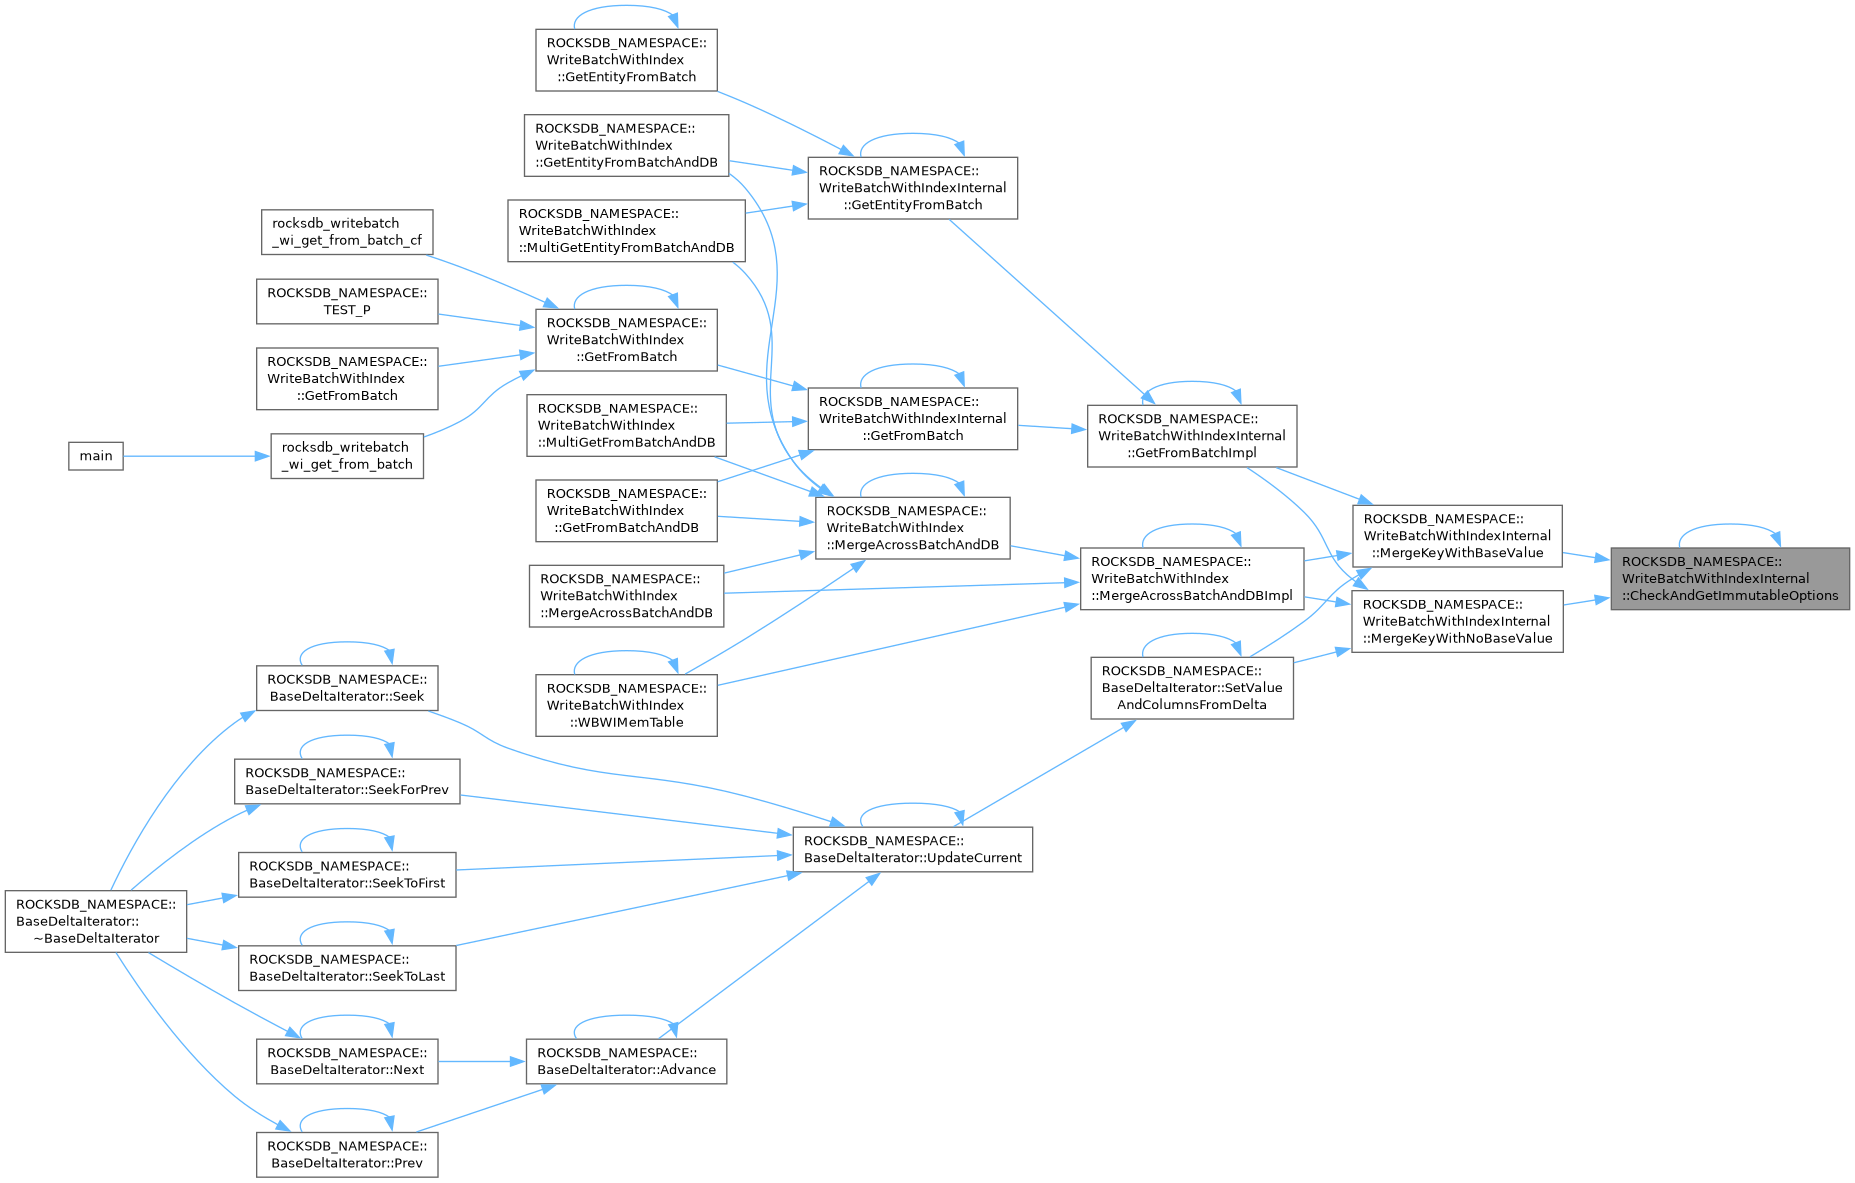 ROCKSDB_NAMESPACE::
WriteBatchWithIndex
::GetEntityFromBatch
ROCKSDB_NAMESPACE::
WriteBatchWithIndex
::GetEntityFromBatchAndDB
ROCKSDB_NAMESPACE::
WriteBatchWithIndexInternal
::GetEntityFromBatch
ROCKSDB_NAMESPACE::
WriteBatchWithIndex
::MultiGetEntityFromBatchAndDB
rocksdb_writebatch
_wi_get_from_batch_cf
ROCKSDB_NAMESPACE::
TEST_P
ROCKSDB_NAMESPACE::
WriteBatchWithIndex
::GetFromBatch
ROCKSDB_NAMESPACE::
WriteBatchWithIndex
::GetFromBatch
ROCKSDB_NAMESPACE::
WriteBatchWithIndexInternal
::GetFromBatch
ROCKSDB_NAMESPACE::
WriteBatchWithIndex
::MultiGetFromBatchAndDB
ROCKSDB_NAMESPACE::
WriteBatchWithIndexInternal
::GetFromBatchImpl
main
rocksdb_writebatch
_wi_get_from_batch
ROCKSDB_NAMESPACE::
WriteBatchWithIndex
::GetFromBatchAndDB
ROCKSDB_NAMESPACE::
WriteBatchWithIndex
::MergeAcrossBatchAndDB
ROCKSDB_NAMESPACE::
WriteBatchWithIndexInternal
::MergeKeyWithBaseValue
ROCKSDB_NAMESPACE::
WriteBatchWithIndex
::MergeAcrossBatchAndDB
ROCKSDB_NAMESPACE::
WriteBatchWithIndex
::MergeAcrossBatchAndDBImpl
ROCKSDB_NAMESPACE::
WriteBatchWithIndexInternal
::CheckAndGetImmutableOptions
ROCKSDB_NAMESPACE::
WriteBatchWithIndexInternal
::MergeKeyWithNoBaseValue
ROCKSDB_NAMESPACE::
BaseDeltaIterator::Seek
ROCKSDB_NAMESPACE::
WriteBatchWithIndex
::WBWIMemTable
ROCKSDB_NAMESPACE::
BaseDeltaIterator::SetValue
AndColumnsFromDelta
ROCKSDB_NAMESPACE::
BaseDeltaIterator::SeekForPrev
ROCKSDB_NAMESPACE::
BaseDeltaIterator::UpdateCurrent
ROCKSDB_NAMESPACE::
BaseDeltaIterator::SeekToFirst
ROCKSDB_NAMESPACE::
BaseDeltaIterator::
~BaseDeltaIterator
ROCKSDB_NAMESPACE::
BaseDeltaIterator::SeekToLast
ROCKSDB_NAMESPACE::
BaseDeltaIterator::Next
ROCKSDB_NAMESPACE::
BaseDeltaIterator::Advance
ROCKSDB_NAMESPACE::
BaseDeltaIterator::Prev